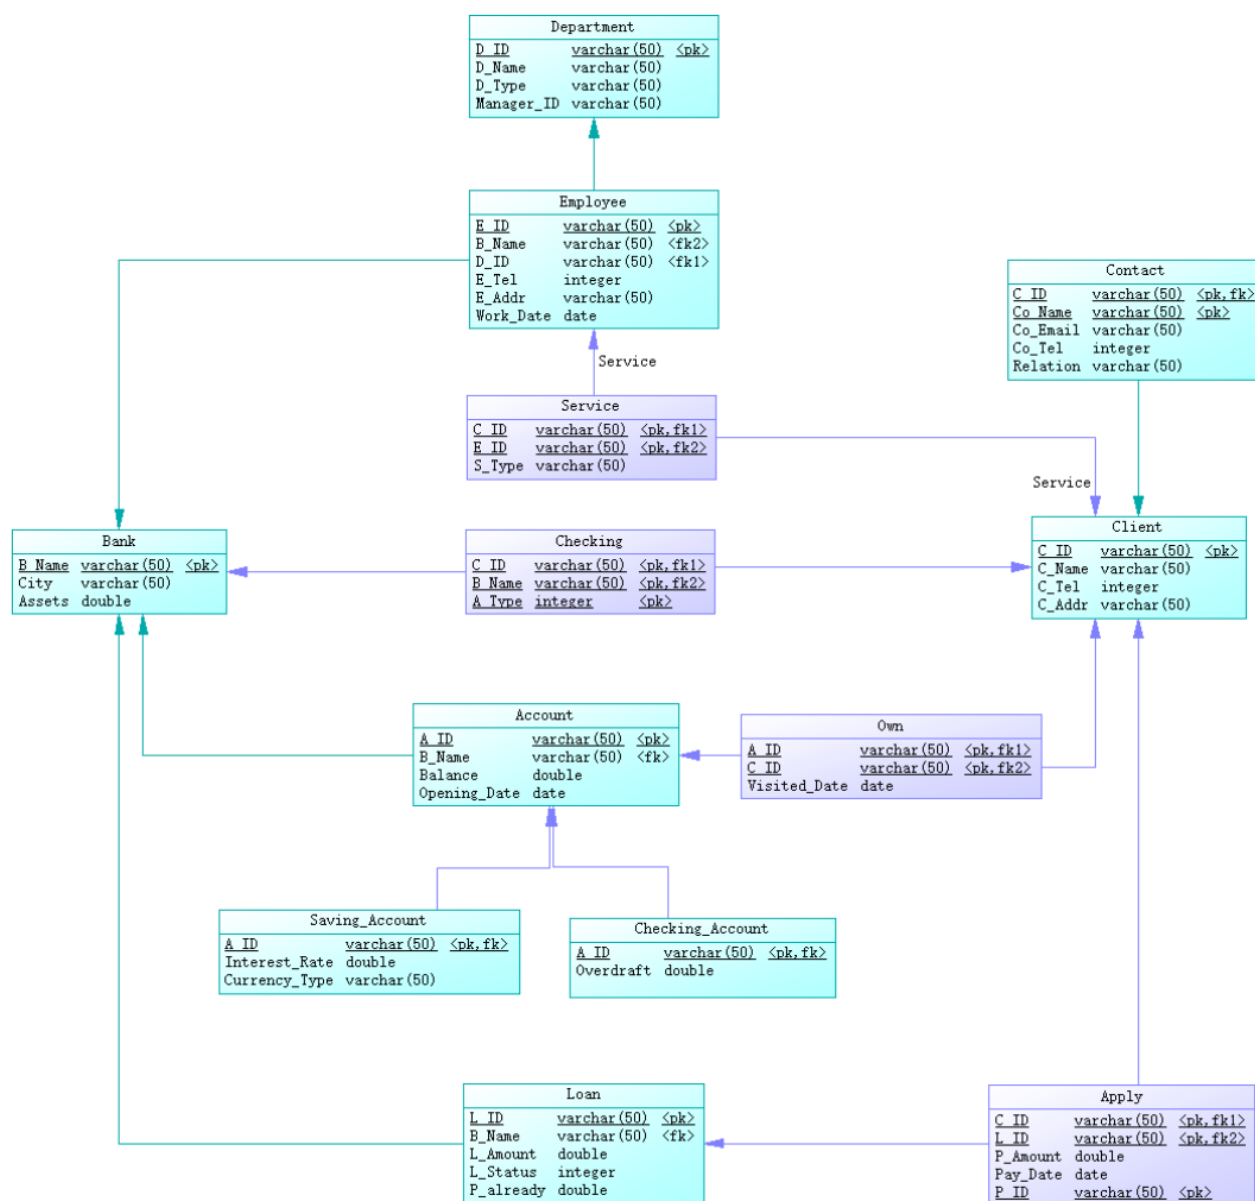 Department
D_ID varchar(50) <pk>
D_Name varchar(50)
D_Type varchar(50)
Manager_ID varchar(50)
Employee
E_ID varchar(50) <pk>
B_Name varchar(50) <fk2>
D_ID varchar(50) <fk1>
E_Tel integer
E_Addr varchar(50)
Work_Date date
Contact
C_ID varchar(50) <pk,fk>
Co_Name varchar(50) <pk>
Co_Email varchar(50)
Co_Tel integer
Relation varchar(50)
Service
Service
C_ID varchar(50) <pk,fk1>
E_ID varchar(50) <pk,fk2>
S_Type varchar(50)
Service
Bank
B_Name varchar(50) <pk>
City varchar(50)
Assets double
Checking
C_ID varchar(50) <pk,fk1>
B_Name varchar(50) <pk,fk2>
A_Type integer <pk>
Client
C_ID varchar(50) <pk>
C_Name varchar(50)
C_Tel integer
C_Addr varchar(50)
Account
A_ID varchar(50) <pk>
B_Name varchar(50) <fk>
Balance double
Opening_Date date
Own
A_ID varchar(50) <pk,fk1>
C_ID varchar(50) <pk,fk2>
Visited_Date date
Saving_Account
A_ID varchar(50) <pk,fk>
Interest_Rate double
Currency_Type varchar(50)
Checking_Account
A_ID varchar(50) <pk,fk>
Overdraft double
Loan
L_ID varchar(50) <pk>
B_Name varchar(50) <fk>
L_Amount double
L_Status integer
P_already double
Apply
C_ID varchar(50) <pk,fk1>
L_ID varchar(50) <pk,fk2>
P_Amount double
Pay_Date date
P_ID varchar(50) <pk>